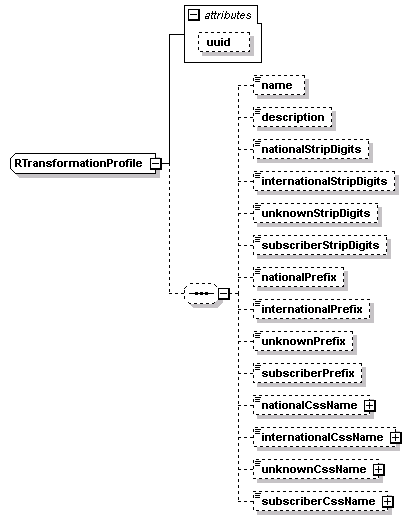 attributes
uuid
name
description
RTransformationProfile
nationalStripDigits
internationalStripDigits
unknownStripDigits
subscriberStripDigits
nationalPrefix
internationalPrefix
unknownPrefix
subscriberPrefix
nationalCssName
internationalCssName
unknownCssName
subscriberCssName